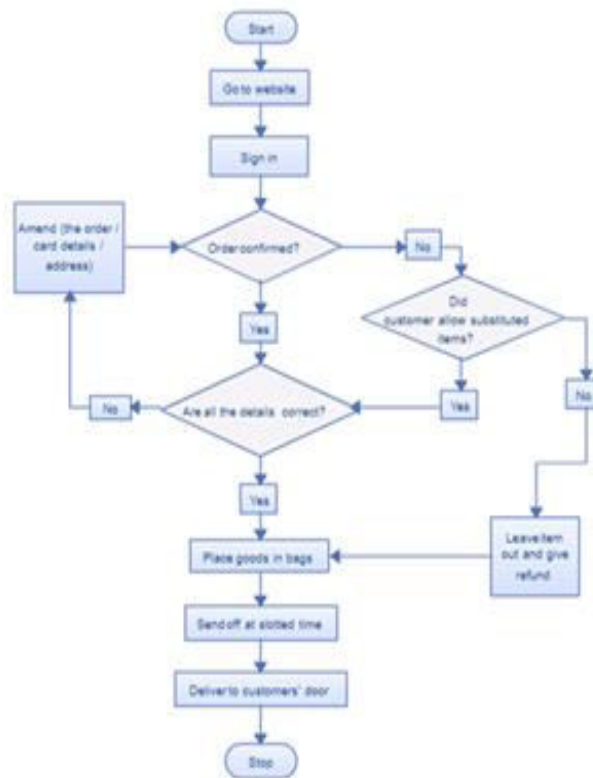 Start
Go to website
Sign in
Amend (the order /
card details /
address)
Order confirmed?
No
Did
customer allow substituted
items?
Yes
Are all the details correct?
No
Yes
No
Yes
Leave item
out and give
refund
Place goods in bags
Send off at slotted time
Deliver to customers' door
Stop